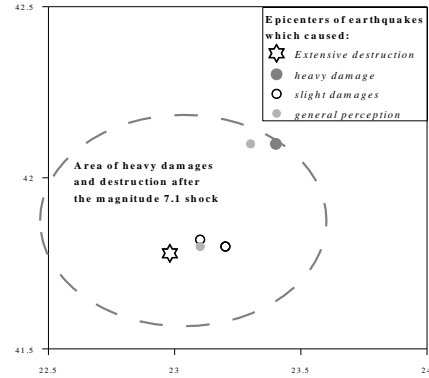 42.5
Epicenters of earthquakes
which caused:
Extensive destruction
heavy damage
slight damages
general perception
Area of heavy damages
and destruction after
the magnitude 7.1 shock
42
41.5
22.5 23 23.5 24